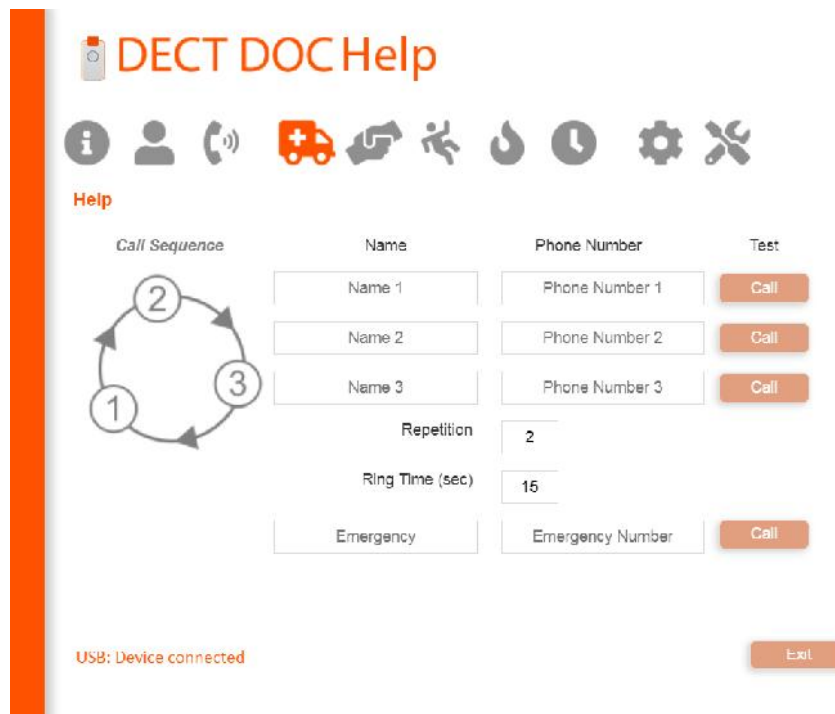 DECT DOC Help
Help
Call Sequence Name Phone Number Test
Name 1 Phone Number 1 Call
2
Name 2 Phone Number 2 Call
3
Name 3 Phone Number 3 Call
1
Repetition 2
Ring Time (sec) 15
Emergency Emergency Number Call
USB: Device connected Exit